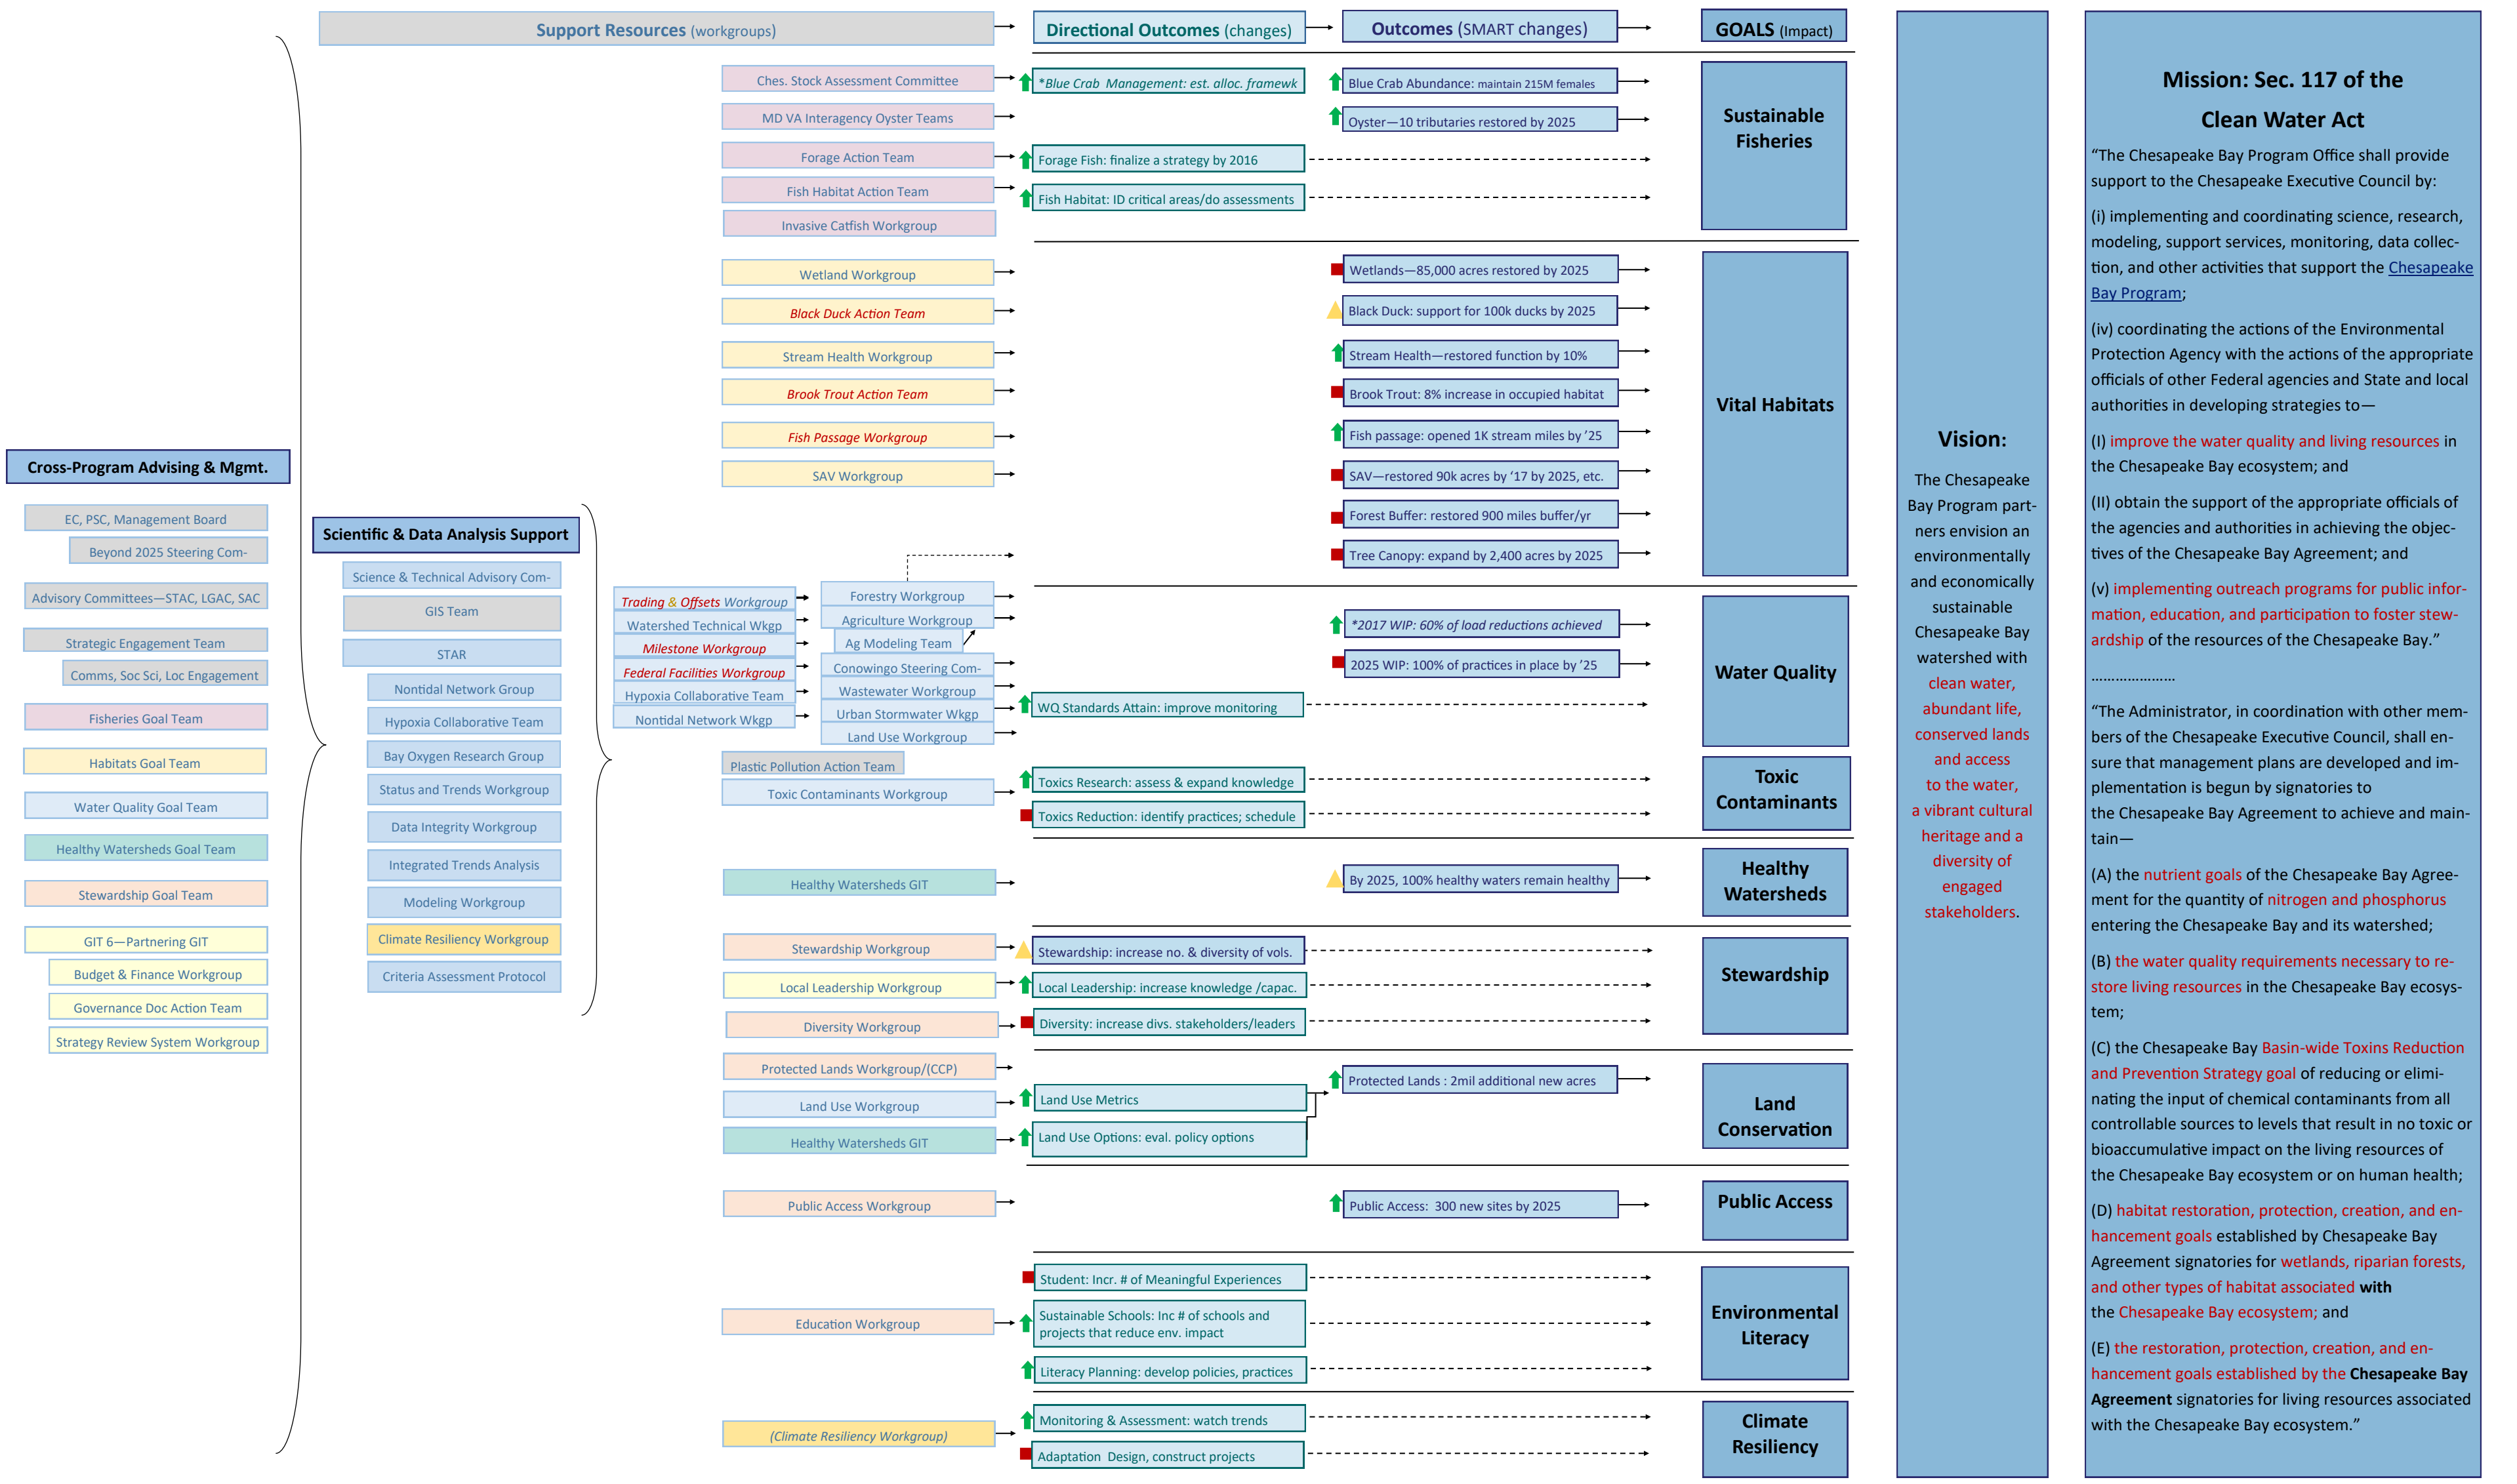 Support Resources (workgroups)
Directional Outcomes (changes)
Outcomes (SMART changes)
GOALS (Impact)
Cross-Program Advising & Mgmt.
EC, PSC, Management Board
Beyond 2025 Steering Com-
Advisory Committees—STAC, LGAC, SAC
Strategic Engagement Team
Comms, Soc Sci, Loc Engagement
Fisheries Goal Team
Habitats Goal Team
Water Quality Goal Team
Healthy Watersheds Goal Team
Stewardship Goal Team
GIT 6—Partnering GIT
Budget & Finance Workgroup
Governance Doc Action Team
Strategy Review System Workgroup
Scientific & Data Analysis Support
Science & Technical Advisory Com-
GIS Team
STAR
Nontidal Network Group
Hypoxia Collaborative Team
Bay Oxygen Research Group
Status and Trends Workgroup
Data Integrity Workgroup
Integrated Trends Analysis
Modeling Workgroup
Climate Resiliency Workgroup
Criteria Assessment Protocol
Ches. Stock Assessment Committee
*Blue Crab  Management: est. alloc. framewk
Blue Crab Abundance: maintain 215M females
MD VA Interagency Oyster Teams
Oyster—10 tributaries restored by 2025
Sustainable
Fisheries
Forage Action Team
Forage Fish: finalize a strategy by 2016
Fish Habitat Action Team
Fish Habitat: ID critical areas/do assessments
Invasive Catfish Workgroup
Wetland Workgroup
Wetlands—85,000 acres restored by 2025
Black Duck Action Team
Black Duck: support for 100k ducks by 2025
Stream Health Workgroup
Stream Health—restored function by 10%
Brook Trout Action Team
Brook Trout: 8% increase in occupied habitat
Vital Habitats
Fish Passage Workgroup
Fish passage: opened 1K stream miles by ’25
SAV Workgroup
SAV—restored 90k acres by ‘17 by 2025, etc.
Forest Buffer: restored 900 miles buffer/yr
Tree Canopy: expand by 2,400 acres by 2025
Trading & Offsets Workgroup
Watershed Technical Wkgp
Milestone Workgroup
Federal Facilities Workgroup
Hypoxia Collaborative Team
Nontidal Network Wkgp
Forestry Workgroup
Agriculture Workgroup
Ag Modeling Team
Conowingo Steering Com-
Wastewater Workgroup
Urban Stormwater Wkgp
Land Use Workgroup
*2017 WIP: 60% of load reductions achieved
2025 WIP: 100% of practices in place by ’25
WQ Standards Attain: improve monitoring
Water Quality
Plastic Pollution Action Team
Toxic Contaminants Workgroup
Toxics Research: assess & expand knowledge
Toxics Reduction: identify practices; schedule
Toxic
Contaminants
Healthy Watersheds GIT
By 2025, 100% healthy waters remain healthy
Healthy
Watersheds
Stewardship Workgroup
Stewardship: increase no. & diversity of vols.
Local Leadership Workgroup
Local Leadership: increase knowledge /capac.
Diversity Workgroup
Diversity: increase divs. stakeholders/leaders
Stewardship
Protected Lands Workgroup/(CCP)
Protected Lands : 2mil additional new acres
Land Use Workgroup
Land Use Metrics
Healthy Watersheds GIT
Land Use Options: eval. policy options
Land
Conservation
Public Access Workgroup
Public Access:  300 new sites by 2025
Public Access
Education Workgroup
Student: Incr. # of Meaningful Experiences
Sustainable Schools: Inc # of schools and
projects that reduce env. impact
Literacy Planning: develop policies, practices
Environmental
Literacy
(Climate Resiliency Workgroup)
Monitoring & Assessment: watch trends
Adaptation  Design, construct projects
Climate
Resiliency
Vision:
The Chesapeake
Bay Program part-
ners envision an
environmentally
and economically
sustainable
Chesapeake Bay
watershed with
clean water,
abundant life,
conserved lands
and access
to the water,
a vibrant cultural
heritage and a
diversity of
engaged
stakeholders.
Mission: Sec. 117 of the
Clean Water Act
“The Chesapeake Bay Program Office shall provide
support to the Chesapeake Executive Council by:
(i) implementing and coordinating science, research,
modeling, support services, monitoring, data collec-
tion, and other activities that support the Chesapeake
Bay Program;
(iv) coordinating the actions of the Environmental
Protection Agency with the actions of the appropriate
officials of other Federal agencies and State and local
authorities in developing strategies to—
(I) improve the water quality and living resources in
the Chesapeake Bay ecosystem; and
(II) obtain the support of the appropriate officials of
the agencies and authorities in achieving the objec-
tives of the Chesapeake Bay Agreement; and
(v) implementing outreach programs for public infor-
mation, education, and participation to foster stew-
ardship of the resources of the Chesapeake Bay.”
…………………
“The Administrator, in coordination with other mem-
bers of the Chesapeake Executive Council, shall en-
sure that management plans are developed and im-
plementation is begun by signatories to
the Chesapeake Bay Agreement to achieve and main-
tain—
(A) the nutrient goals of the Chesapeake Bay Agree-
ment for the quantity of nitrogen and phosphorus
entering the Chesapeake Bay and its watershed;
(B) the water quality requirements necessary to re-
store living resources in the Chesapeake Bay ecosys-
tem;
(C) the Chesapeake Bay Basin-wide Toxins Reduction
and Prevention Strategy goal of reducing or elimi-
nating the input of chemical contaminants from all
controllable sources to levels that result in no toxic or
bioaccumulative impact on the living resources of
the Chesapeake Bay ecosystem or on human health;
(D) habitat restoration, protection, creation, and en-
hancement goals established by Chesapeake Bay
Agreement signatories for wetlands, riparian forests,
and other types of habitat associated with
the Chesapeake Bay ecosystem; and
(E) the restoration, protection, creation, and en-
hancement goals established by the Chesapeake Bay
Agreement signatories for living resources associated
with the Chesapeake Bay ecosystem.”